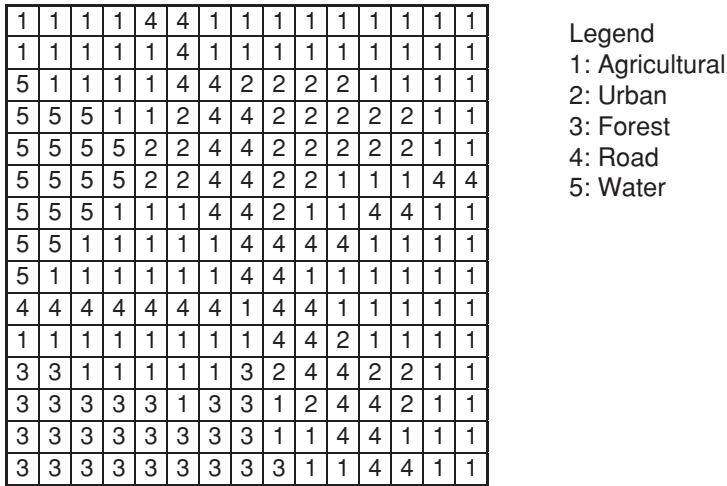 1 1 1 1 4 4 1 1 1 1 1 1 1 1 1
1 1 1 1 1 4 1 1 1 1 1 1 1 1 1
5 1 1 1 1 4 4 2 2 2 2 1 1 1 1
5 5 5 1 1 2 4 4 2 2 2 2 2 1 1
5 5 5 5 2 2 4 4 2 2 2 2 2 1 1
5 5 5 5 2 2 4 4 2 2 1 1 1 4 4
5 5 5 1 1 1 4 4 2 1 1 4 4 1 1
5 5 1 1 1 1 1 4 4 4 4 1 1 1 1
5 1 1 1 1 1 1 4 4 1 1 1 1 1 1
4 4 4 4 4 4 4 1 4 4 1 1 1 1 1
1 1 1 1 1 1 1 1 4 4 2 1 1 1 1
3 3 1 1 1 1 1 3 2 4 4 2 2 1 1
3 3 3 3 3 1 3 3 1 2 4 4 2 1 1
3 3 3 3 3 3 3 3 1 1 4 4 1 1 1
3 3 3 3 3 3 3 3 3 1 1 4 4 1 1
Legend
1: Agricultural
2: Urban
3: Forest
4: Road
5: Water